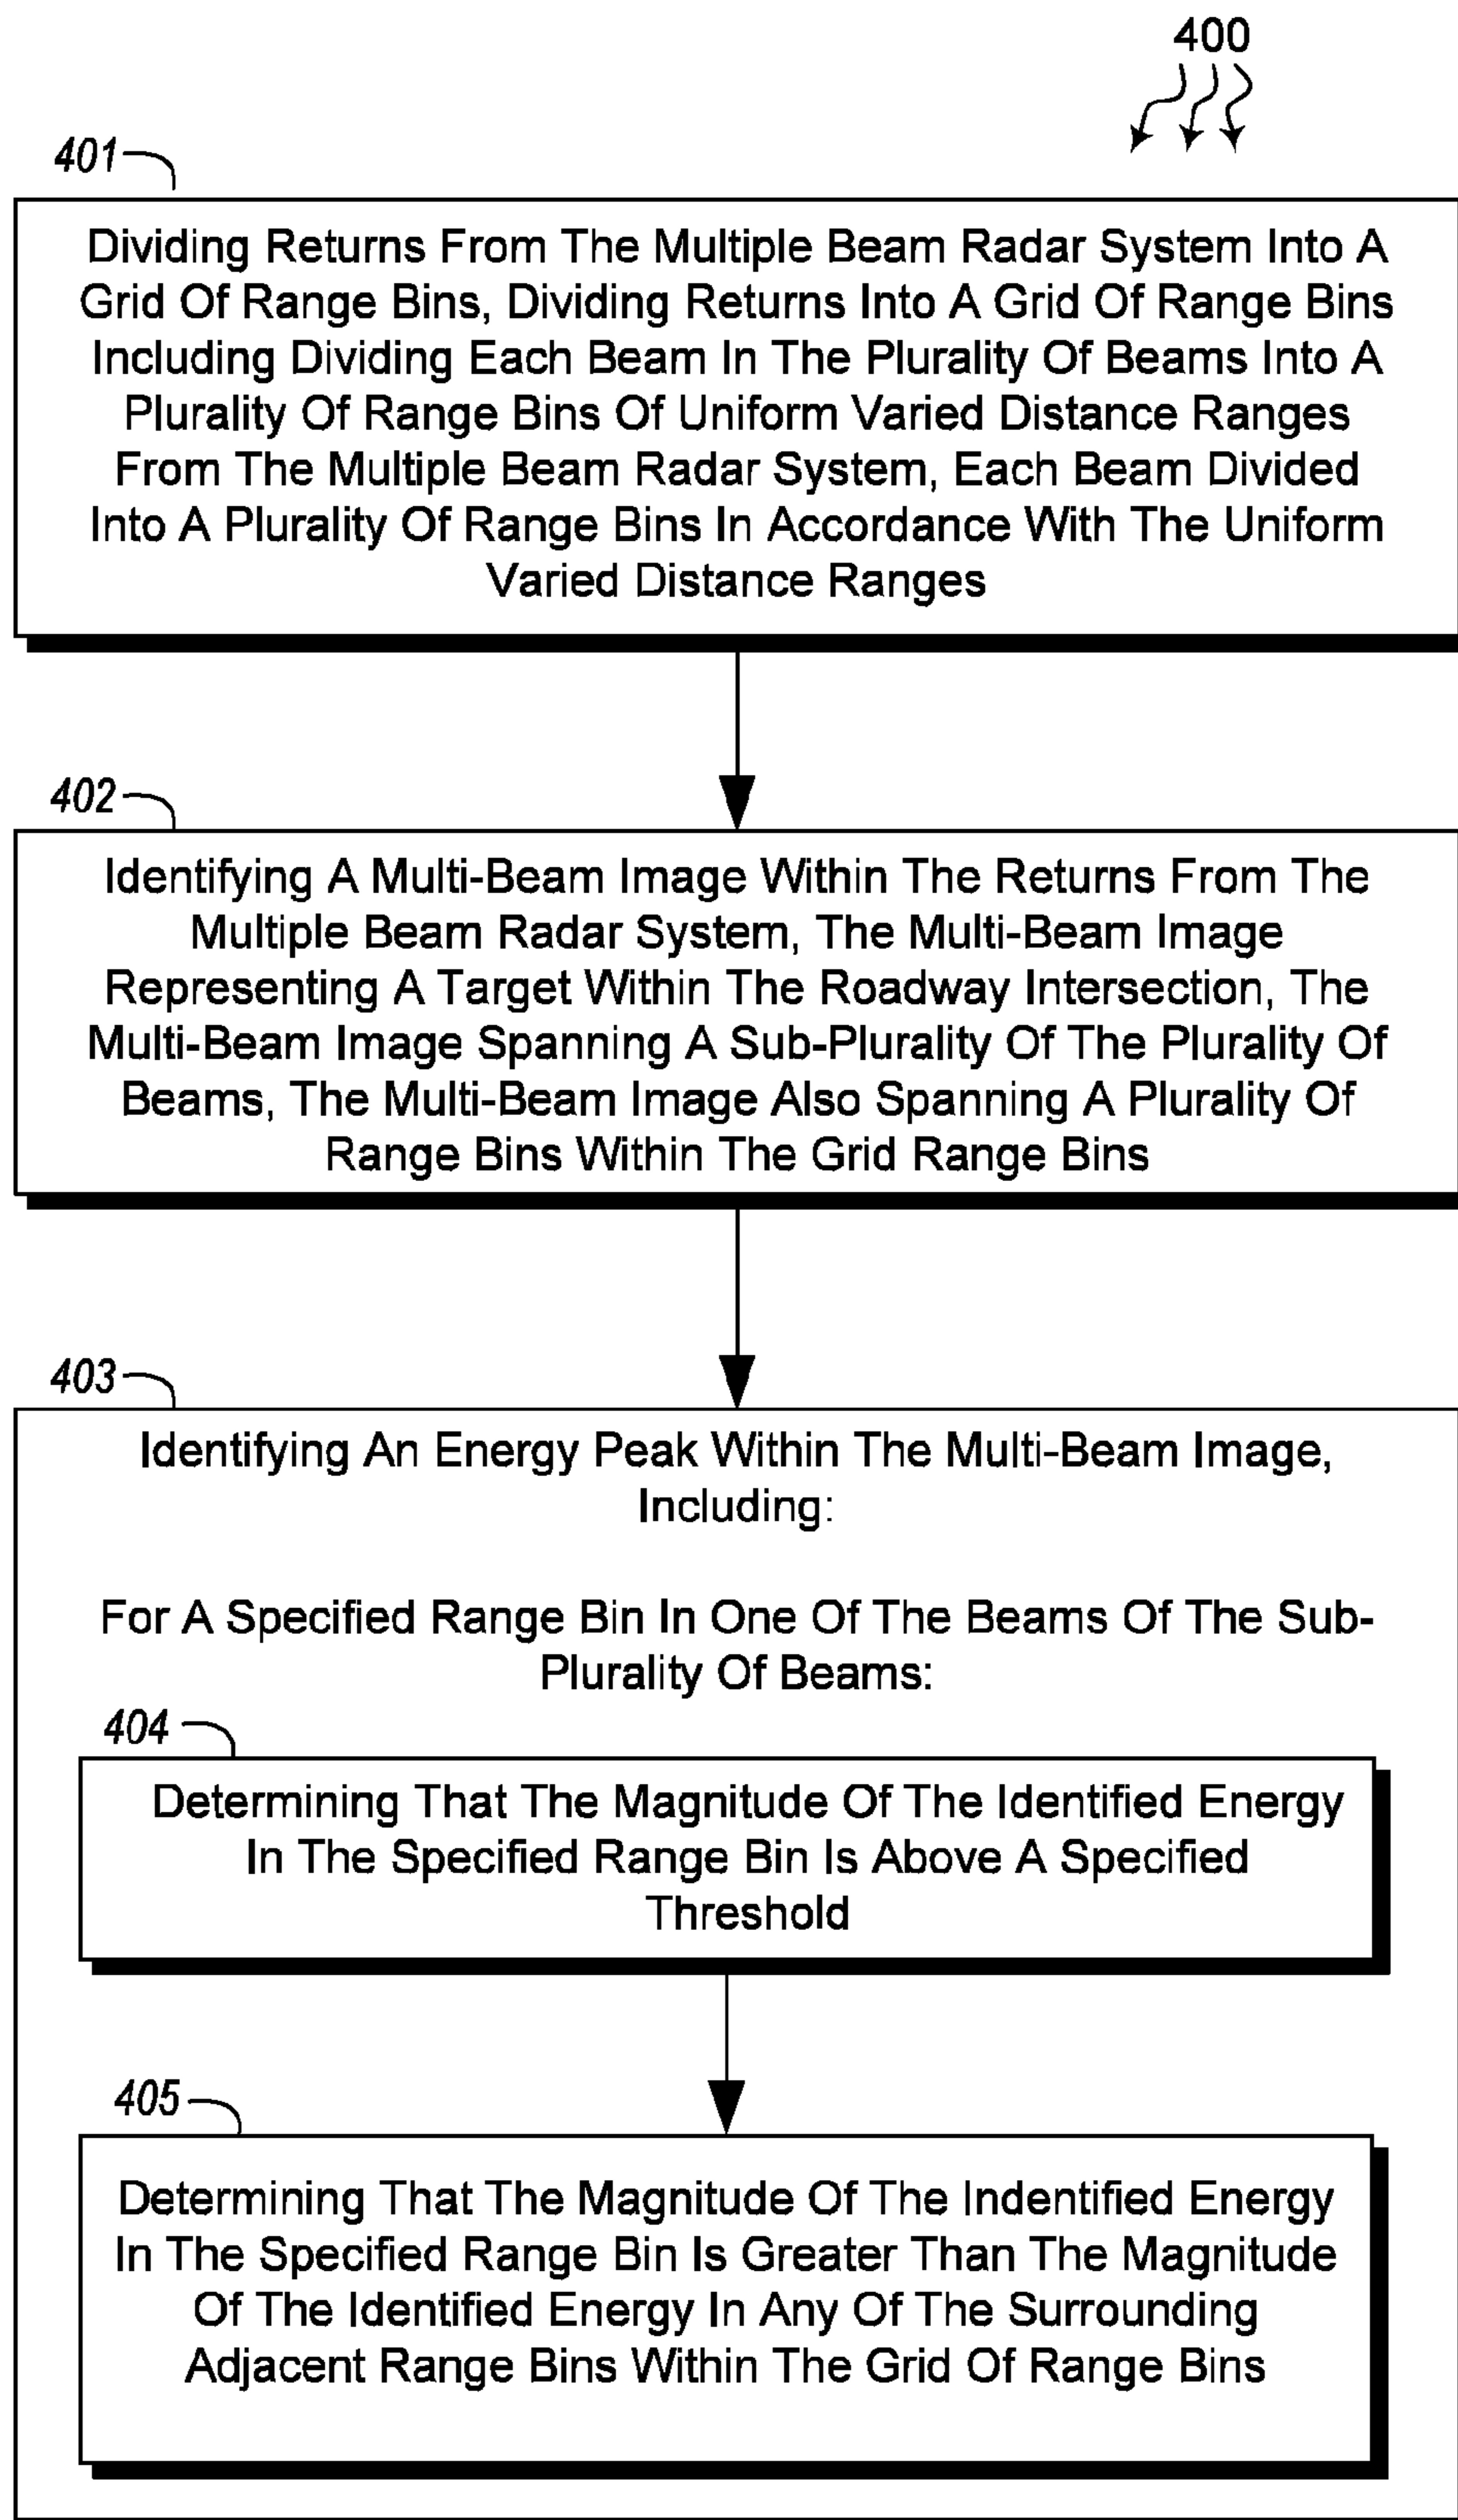 400
401
Dividing Returns From The Multiple Beam Radar System Into A
Grid Of Range Bins, Dividing Returns Into A Grid Of Range Bins
Including Dividing Each Beam In The Plurality Of Beams Into A
Plurality Of Range Bins Of Uniform Varied Distance Ranges
From The Multiple Beam Radar System, Each Beam Divided
Into A Plurality Of Range Bins In Accordance With The Uniform
Varied Distance Ranges
402
Identifying A Multi-Beam Image Within The Returns From The
Multiple Beam Radar System, The Multi-Beam Image
Representing A Target Within The Roadway Intersection, The
Multi-Beam Image Spanning A Sub-Plurality Of The Plurality Of
Beams, The Multi-Beam Image Also Spanning A Plurality Of
Range Bins Within The Grid Range Bins
403
Identifying An Energy Peak Within The Multi-Beam Image,
Including:
For A Specified Range Bin In One Of The Beams Of The Sub-
Plurality Of Beams:
404
Determining That The Magnitude Of The Identified Energy
In The Specified Range Bin Is Above A Specified
Threshold
405
Determining That The Magnitude Of The Indentified Energy
In The Specified Range Bin Is Greater Than The Magnitude
Of The Identified Energy In Any Of The Surrounding
Adjacent Range Bins Within The Grid Of Range Bins